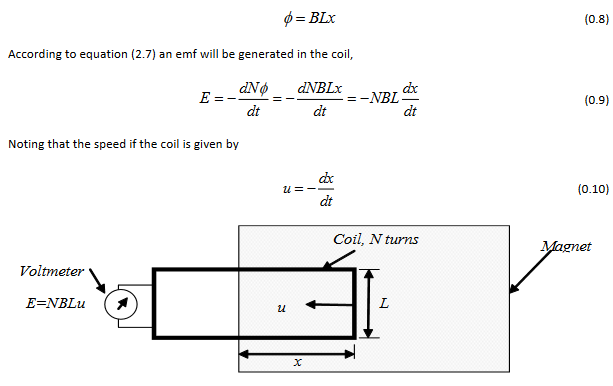 ϕ = BLx (0.8)
According to equation (2.7) an emf will be generated in the coil,
E = −dNϕ/dt = −dNBLx/dt = −NBL dx/dt (0.9)
Noting that the speed if the coil is given by
u = −dx/dt (0.10)
Coil, N turns
Magnet
Voltmeter
E=NBLu
u
L
x